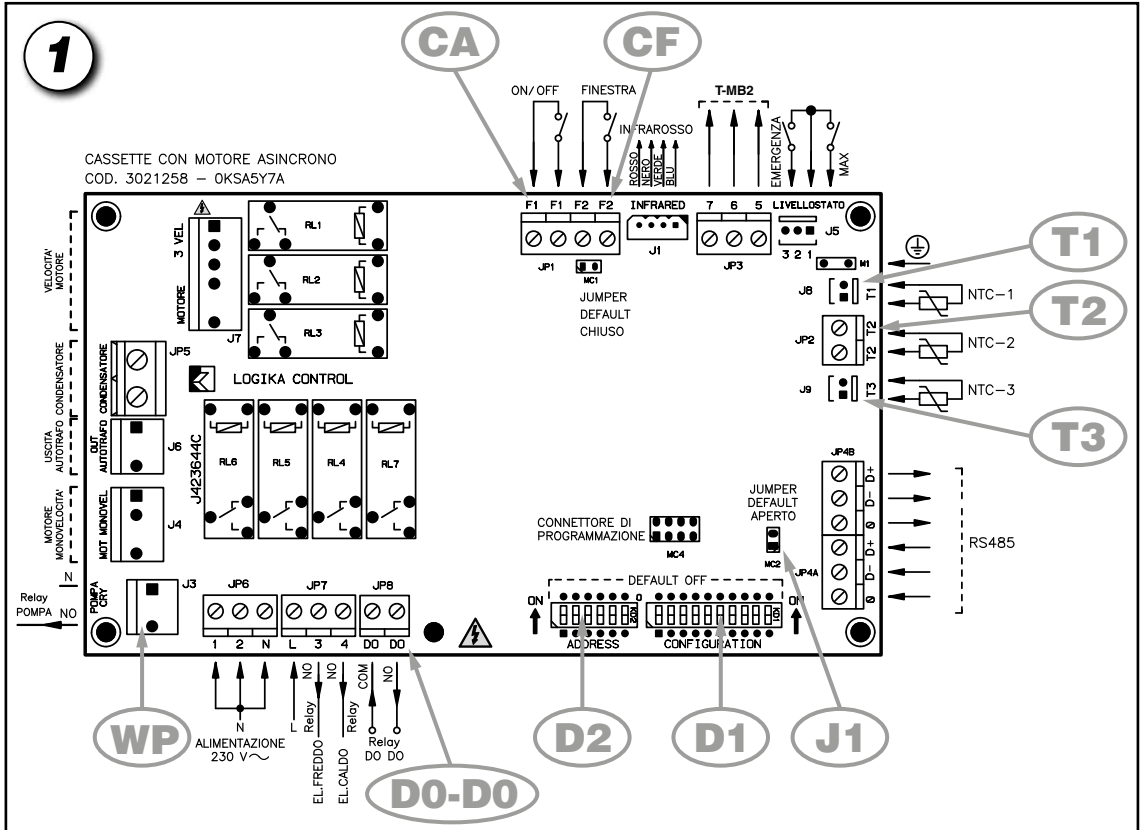 1
CA
CF
ON/OFF
FINESTRA
T-MB2
INFRAROSSO
ROSSO
NERO
VERDE
BLU
EMERGENZA
MAX
CASSETTE CON MOTORE ASINCRONO
COD. 3021258 – 0KSA5Y7A
F1 F1 F2 F2
INFRARED
7 6 5
LIVELLOSTATO
J5
3 2 1
JP1
J1
JP3
MC1
JUMPER
DEFAULT
CHIUSO
M1
T1
J8
T1
NTC-1
T2
JP2
T2
T2
NTC-2
J9
T3
NTC-3
T3
VELOCITA'
MOTORE
3 VEL
MOTORE
J7
RL1
RL2
RL3
CONDENSATORE
CONDENSATORE
JP5
LOGIKA CONTROL
USCITA
AUTOTRAFO
OUT
AUTOTRAFO
J6
J423644C
RL6
RL5
RL4
RL7
MOTORE
MONOVELOCITA'
MOT MONOVEL
J4
JP4B
D+
D-
0
D+
D-
0
JP4A
RS485
JUMPER
DEFAULT
APERTO
MC2
CONNETTORE DI
PROGRAMMAZIONE
MC4
DEFAULT OFF
ON
KD2
KD1
ON
ADDRESS
CONFIGURATION
N
Relay
POMPA NO
POMPA
CRY
J3
JP6
JP7
JP8
1 2 N
L 3 4
DO DO
WP
N
ALIMENTAZIONE
230 V~
L
NO
Relay
EL.FREDDO
NO
Relay
EL.CALDO
COM
NO
Relay
DO DO
D0-D0
D2
D1
J1